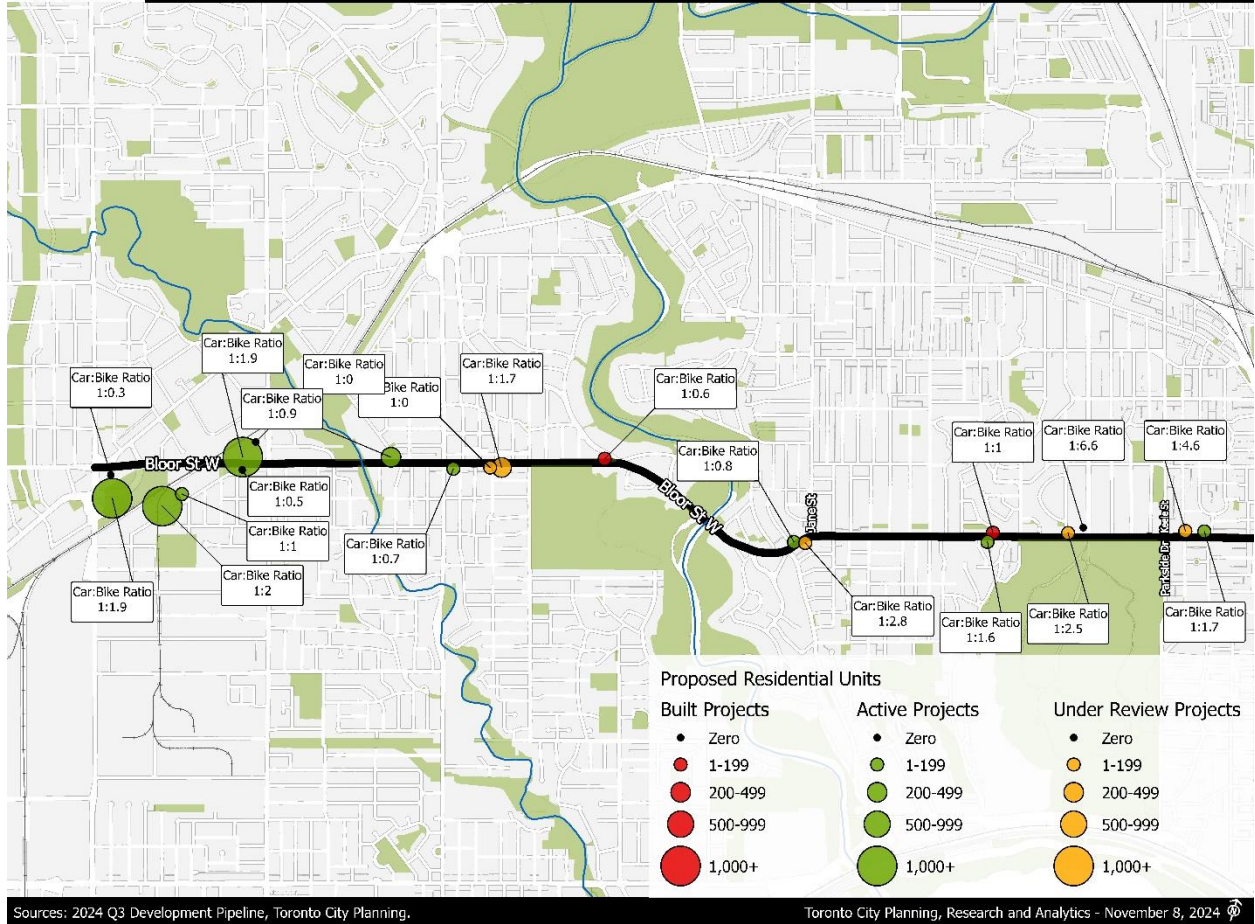 Car:Bike Ratio
1:1.9
Car:Bike Ratio
1:0
Car:Bike Ratio
1:0.3
Car:Bike Ratio
1:0.9
Bike Ratio
1:0
Car:Bike Ratio
1:1.7
Car:Bike Ratio
1:0.6
Car:Bike Ratio
1:0.8
Car:Bike Ratio
1:1
Car:Bike Ratio
1:6.6
Car:Bike Ratio
1:4.6
Bloor St W
Bloor St W
Jane St
Parkside Dr
Keele St
Car:Bike Ratio
1:0.5
Car:Bike Ratio
1:1
Car:Bike Ratio
1:0.7
Car:Bike Ratio
1:2
Car:Bike Ratio
1:1.9
Car:Bike Ratio
1:2.8
Car:Bike Ratio
1:1.6
Car:Bike Ratio
1:2.5
Car:Bike Ratio
1:1.7
Proposed Residential Units
Built Projects
Zero
1-199
200-499
500-999
1,000+
Active Projects
Zero
1-199
200-499
500-999
1,000+
Under Review Projects
Zero
1-199
200-499
500-999
1,000+
Sources: 2024 Q3 Development Pipeline, Toronto City Planning.
Toronto City Planning, Research and Analytics - November 8, 2024